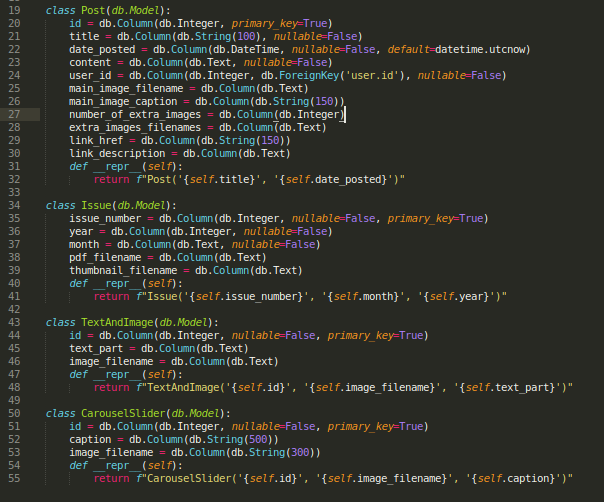 19 class Post(db.Model):
20 id = db.Column(db.Integer, primary_key=True)
21 title = db.Column(db.String(100), nullable=False)
22 date_posted = db.Column(db.DateTime, nullable=False, default=datetime.utcnow)
23 content = db.Column(db.Text, nullable=False)
24 user_id = db.Column(db.Integer, db.ForeignKey('user.id'), nullable=False)
25 main_image_filename = db.Column(db.Text)
26 main_image_caption = db.Column(db.String(150))
27 number_of_extra_images = db.Column(db.Integer)
28 extra_images_filenames = db.Column(db.Text)
29 link_href = db.Column(db.String(150))
30 link_description = db.Column(db.Text)
31 def __repr__(self):
32 return f"Post('{self.title}', '{self.date_posted}')"
33
34 class Issue(db.Model):
35 issue_number = db.Column(db.Integer, nullable=False, primary_key=True)
36 year = db.Column(db.Integer, nullable=False)
37 month = db.Column(db.Text, nullable=False)
38 pdf_filename = db.Column(db.Text)
39 thumbnail_filename = db.Column(db.Text)
40 def __repr__(self):
41 return f"Issue('{self.issue_number}', '{self.month}', '{self.year}')"
42
43 class TextAndImage(db.Model):
44 id = db.Column(db.Integer, nullable=False, primary_key=True)
45 text_part = db.Column(db.Text)
46 image_filename = db.Column(db.Text)
47 def __repr__(self):
48 return f"TextAndImage('{self.id}', '{self.image_filename}', '{self.text_part}')"
49
50 class CarouselSlider(db.Model):
51 id = db.Column(db.Integer, nullable=False, primary_key=True)
52 caption = db.Column(db.String(500))
53 image_filename = db.Column(db.String(300))
54 def __repr__(self):
55 return f"CarouselSlider('{self.id}', '{self.image_filename}', '{self.caption}')"